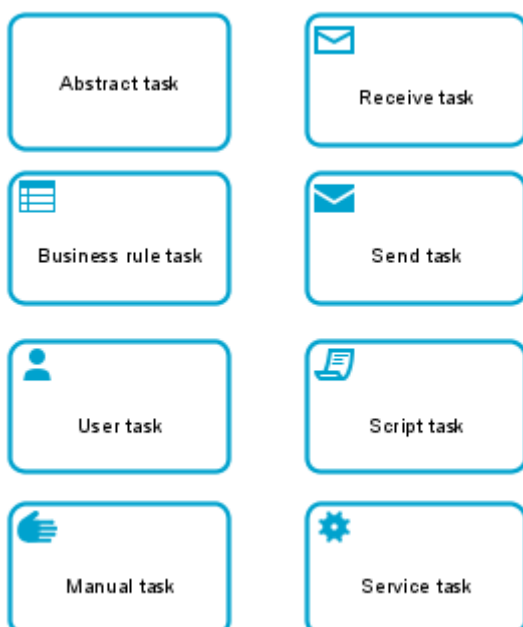 Abstract task
Receive task
Business rule task
Send task
User task
Script task
Manual task
Service task